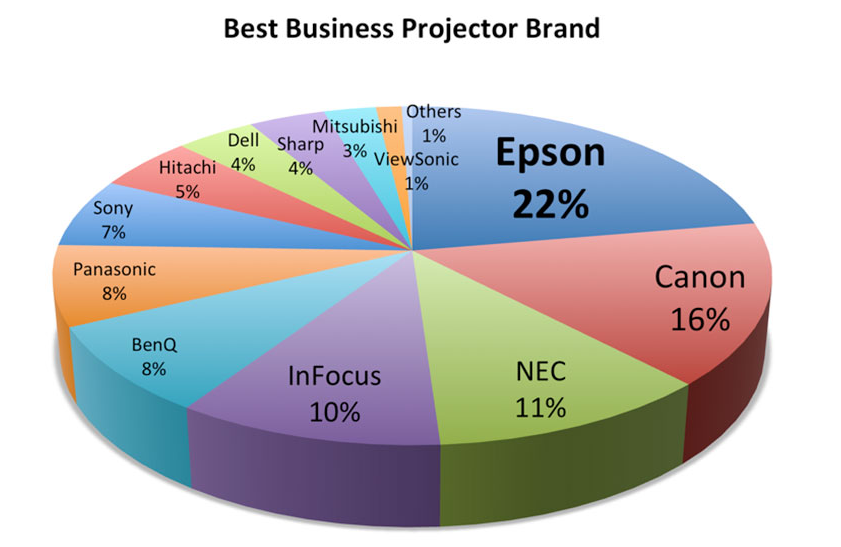 Best Business Projector Brand
Others
1%
Epson
22%
Canon
16%
NEC
11%
InFocus
10%
BenQ
8%
Panasonic
8%
Sony
7%
Hitachi
5%
Dell
4%
Sharp
4%
Mitsubishi
3%
ViewSonic
1%